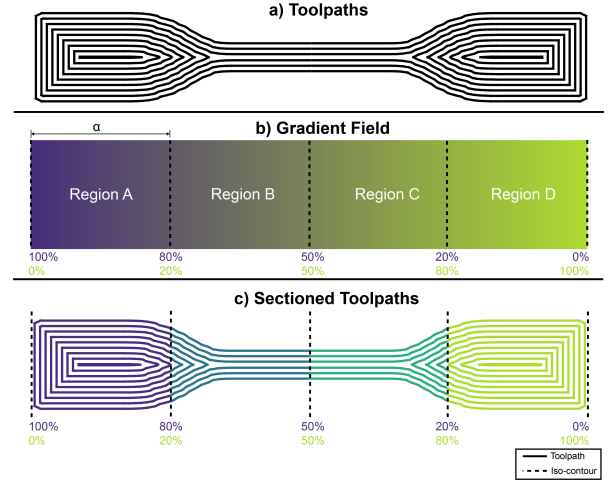 a) Toolpaths
α
b) Gradient Field
Region A Region B Region C Region D
100% 80% 50% 20% 0%
0% 20% 50% 80% 100%
c) Sectioned Toolpaths
100% 80% 50% 20% 0%
0% 20% 50% 80% 100%
Toolpath
Iso-contour